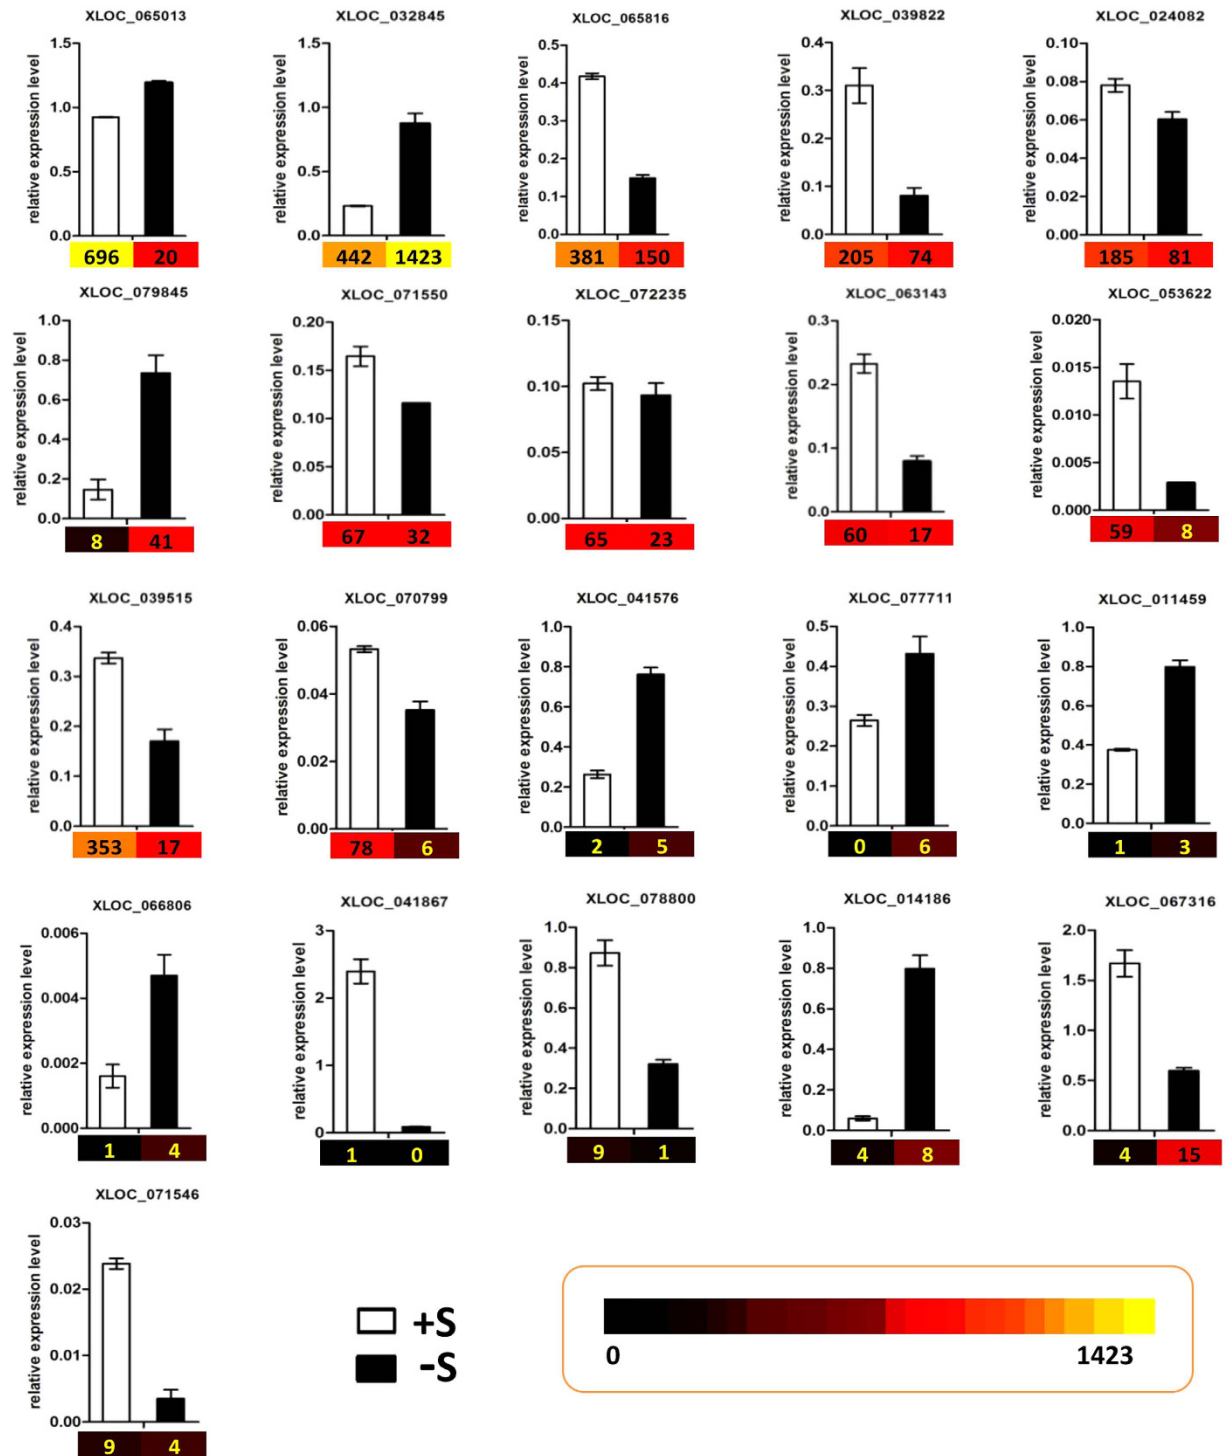 XLOC_065013
relative expression level
1.5
1.0
0.5
0.0
696 20
XLOC_032845
relative expression level
1.5
1.0
0.5
0.0
442 1423
XLOC_065816
relative expression level
0.5
0.4
0.3
0.2
0.1
0.0
381 150
XLOC_039822
relative expression level
0.4
0.3
0.2
0.1
0.0
205 74
XLOC_024082
relative expression level
0.10
0.08
0.06
0.04
0.02
0.00
185 81
XLOC_079845
relative expression level
1.0
0.8
0.6
0.4
0.2
0.0
8 41
XLOC_071550
relative expression level
0.20
0.15
0.10
0.05
0.00
67 32
XLOC_072235
relative expression level
0.15
0.10
0.05
0.00
65 23
XLOC_063143
relative expression level
0.3
0.2
0.1
0.0
60 17
XLOC_053622
relative expression level
0.020
0.015
0.010
0.005
0.000
59 8
XLOC_039515
relative expression level
0.4
0.3
0.2
0.1
0.0
353 17
XLOC_070799
relative expression level
0.06
0.04
0.02
0.00
78 6
XLOC_041576
relative expression level
1.0
0.8
0.6
0.4
0.2
0.0
2 5
XLOC_077711
relative expression level
0.5
0.4
0.3
0.2
0.1
0.0
0 6
XLOC_011459
relative expression level
1.0
0.8
0.6
0.4
0.2
0.0
1 3
XLOC_066806
relative expression level
0.006
0.004
0.002
0.000
1 4
XLOC_041867
relative expression level
3
2
1
0
1 0
XLOC_078800
relative expression level
1.0
0.8
0.6
0.4
0.2
0.0
9 1
XLOC_014186
relative expression level
1.0
0.8
0.6
0.4
0.2
0.0
4 8
XLOC_067316
relative expression level
2.0
1.5
1.0
0.5
0.0
4 15
XLOC_071546
relative expression level
0.03
0.02
0.01
0.00
9 4
+S
-S
0 1423